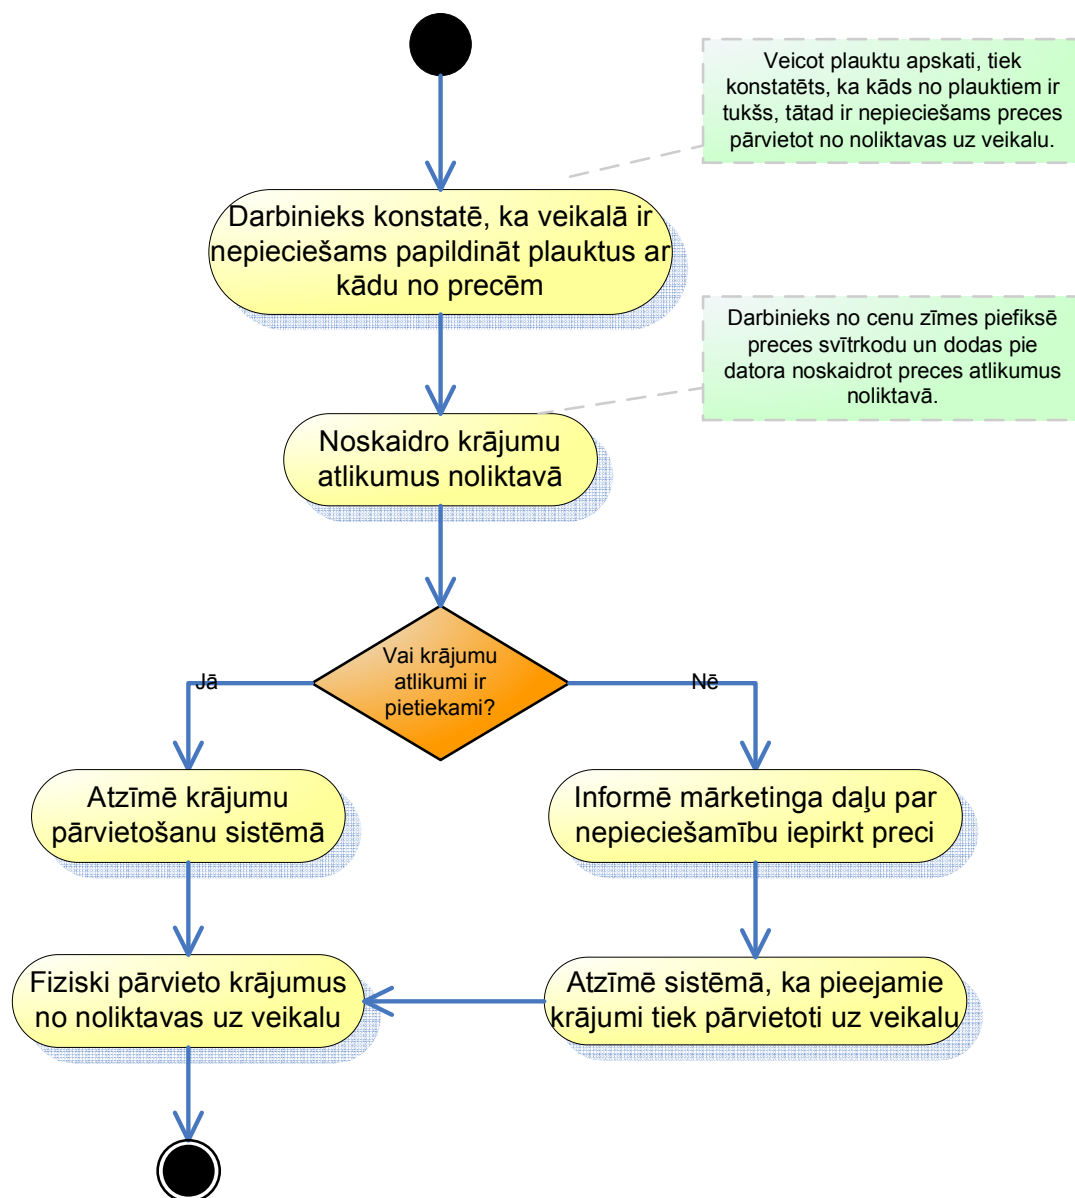 Veicot plauktu apskati, tiek
konstatēts, ka kāds no plauktiem ir
tukšs, tātad ir nepieciešams preces
pārvietot no noliktavas uz veikalu.
Darbinieks konstatē, ka veikalā ir
nepieciešams papildināt plauktus ar
kādu no precēm
Darbinieks no cenu zīmes piefiksē
preces svītrkodu un dodas pie
datora noskaidrot preces atlikumus
noliktavā.
Noskaidro krājumu
atlikumus noliktavā
Vai krājumu
atlikumi ir
pietiekami?
Jā
Nē
Atzīmē krājumu
pārvietošanu sistēmā
Informē mārketinga daļu par
nepieciešamību iepirkt preci
Fiziski pārvieto krājumus
no noliktavas uz veikalu
Atzīmē sistēmā, ka pieejamie
krājumi tiek pārvietoti uz veikalu